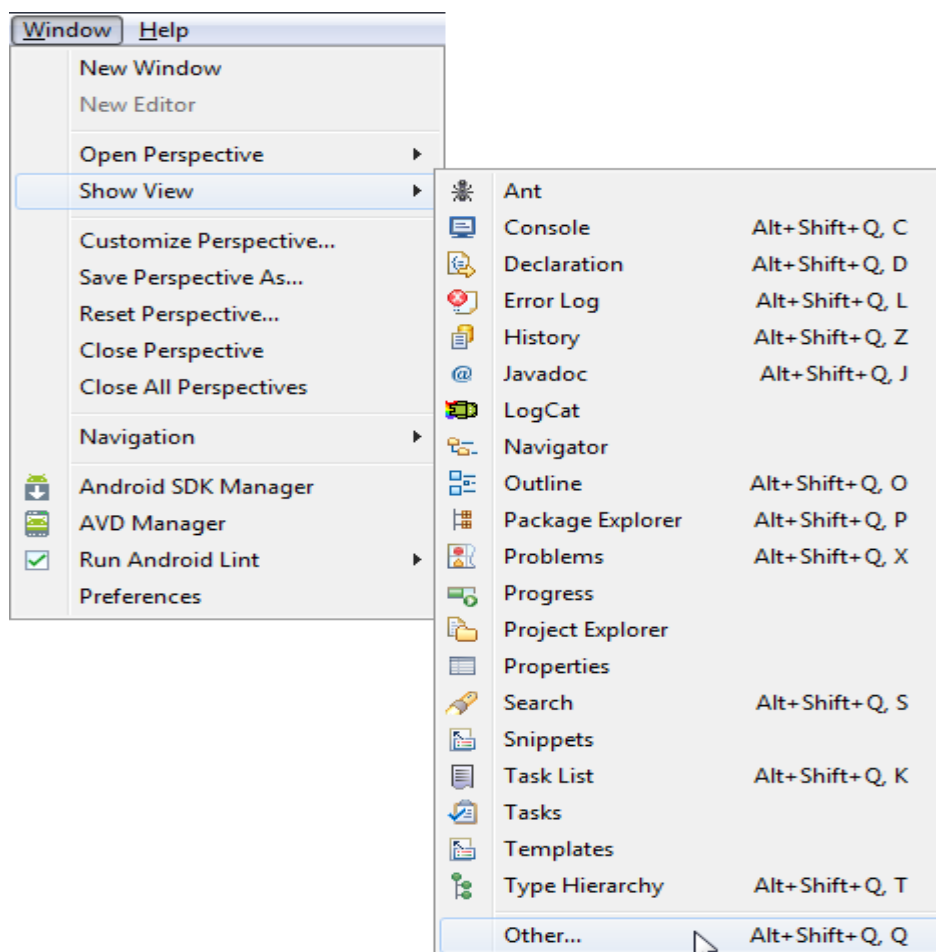 Window Help
New Window
New Editor
Open Perspective
Show View
Customize Perspective...
Save Perspective As...
Reset Perspective...
Close Perspective
Close All Perspectives
Navigation
Android SDK Manager
AVD Manager
Run Android Lint
Preferences
Ant
Console Alt+Shift+Q, C
Declaration Alt+Shift+Q, D
Error Log Alt+Shift+Q, L
History Alt+Shift+Q, Z
Javadoc Alt+Shift+Q, J
LogCat
Navigator
Outline Alt+Shift+Q, O
Package Explorer Alt+Shift+Q, P
Problems Alt+Shift+Q, X
Progress
Project Explorer
Properties
Search Alt+Shift+Q, S
Snippets
Task List Alt+Shift+Q, K
Tasks
Templates
Type Hierarchy Alt+Shift+Q, T
Other... Alt+Shift+Q, Q